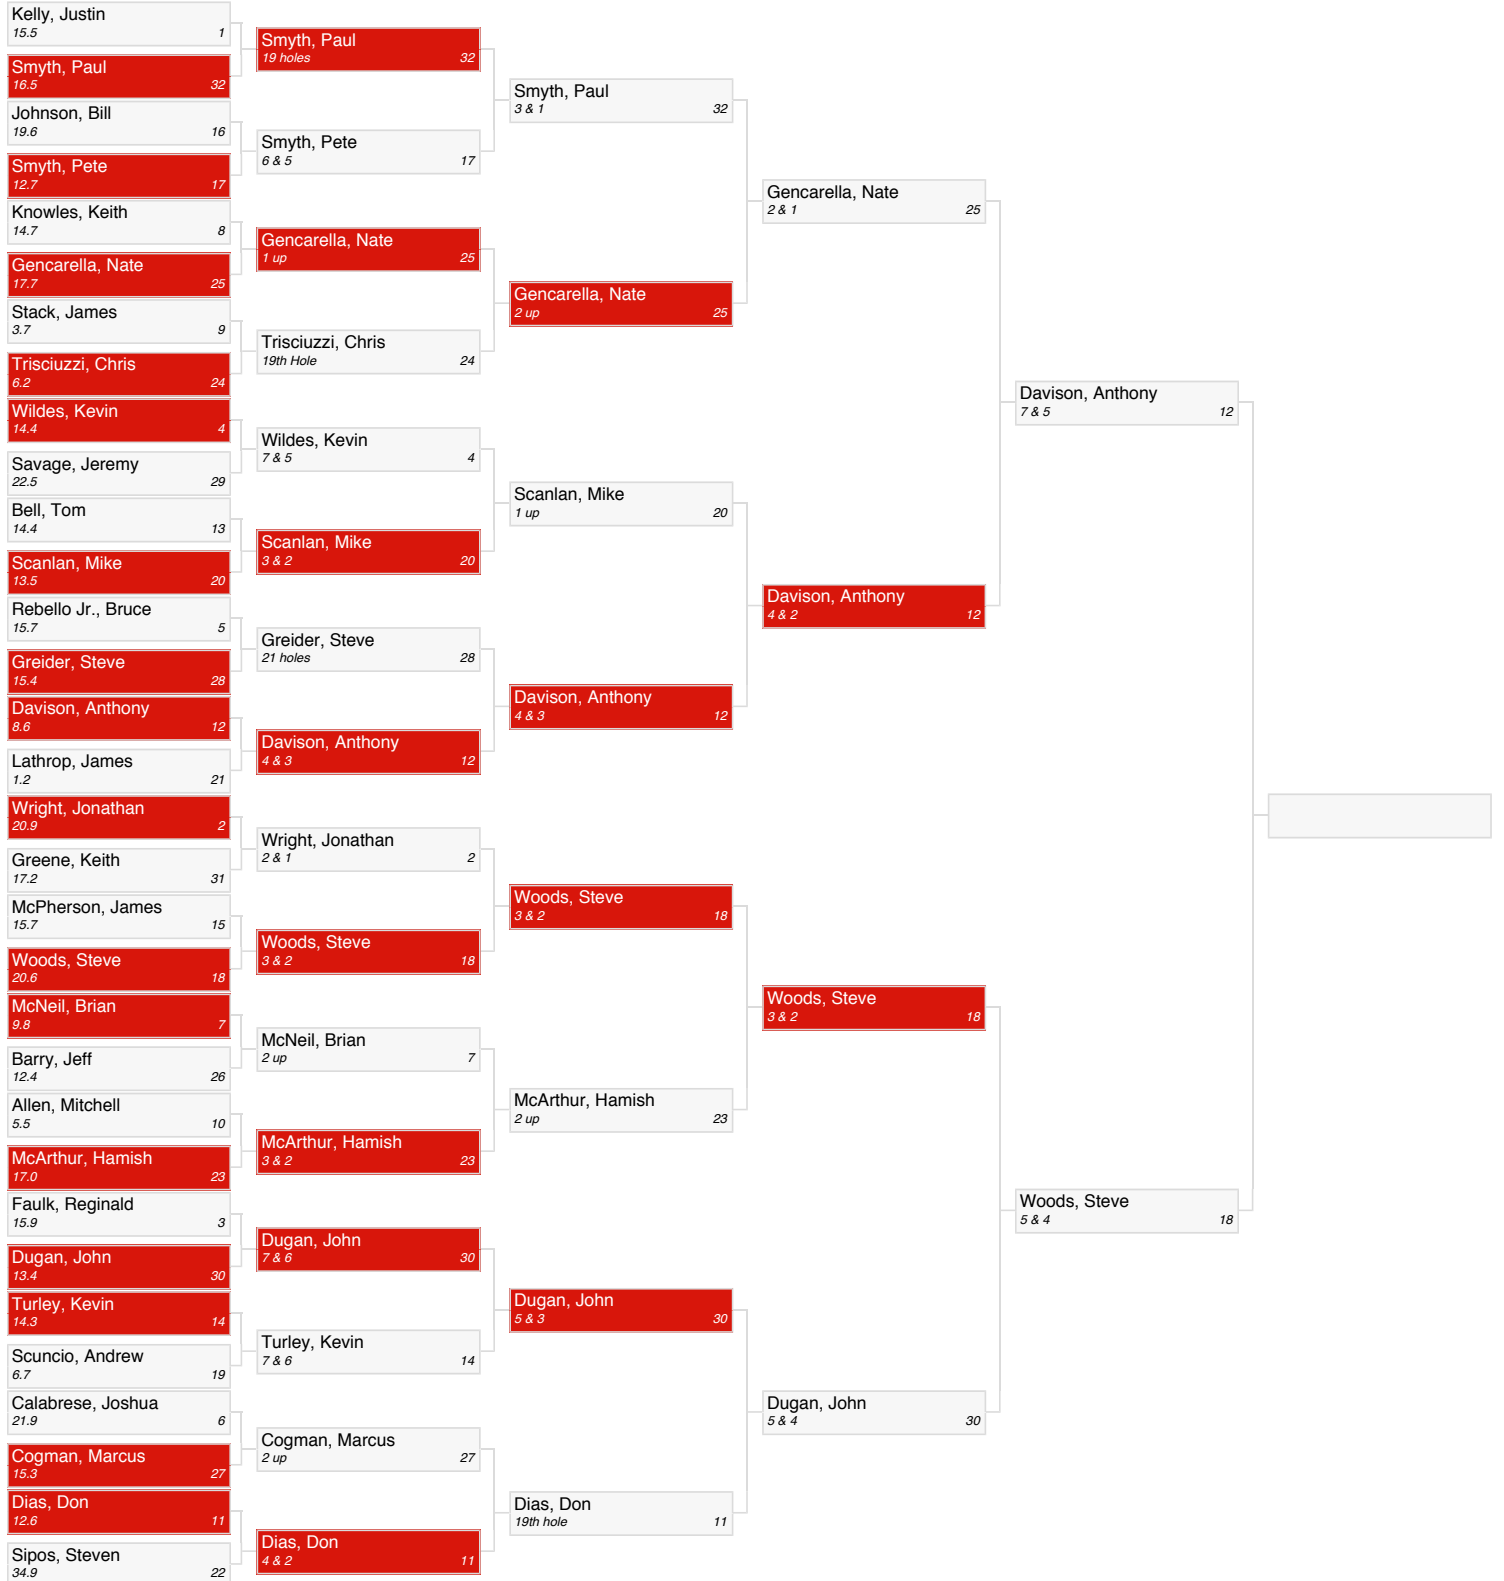 Kelly, Justin
15.5 1
Smyth, Paul
16.5 32
Johnson, Bill
19.6 16
Smyth, Pete
12.7 17
Knowles, Keith
14.7 8
Gencarella, Nate
17.7 25
Stack, James
3.7 9
Trisciuzzi, Chris
6.2 24
Wildes, Kevin
14.4 4
Savage, Jeremy
22.5 29
Bell, Tom
14.4 13
Scanlan, Mike
13.5 20
Rebello Jr., Bruce
15.7 5
Greider, Steve
15.4 28
Davison, Anthony
8.6 12
Lathrop, James
1.2 21
Wright, Jonathan
20.9 2
Greene, Keith
17.2 31
McPherson, James
15.7 15
Woods, Steve
20.6 18
McNeil, Brian
9.8 7
Barry, Jeff
12.4 26
Allen, Mitchell
5.5 10
McArthur, Hamish
17.0 23
Faulk, Reginald
15.9 3
Dugan, John
13.4 30
Turley, Kevin
14.3 14
Scuncio, Andrew
6.7 19
Calabrese, Joshua
21.9 6
Cogman, Marcus
15.3 27
Dias, Don
12.6 11
Sipos, Steven
34.9 22
Smyth, Paul
19 holes 32
Smyth, Pete
6 & 5 17
Gencarella, Nate
1 up 25
Trisciuzzi, Chris
19th Hole 24
Wildes, Kevin
7 & 5 4
Scanlan, Mike
3 & 2 20
Greider, Steve
21 holes 28
Davison, Anthony
4 & 3 12
Wright, Jonathan
2 & 1 2
Woods, Steve
3 & 2 18
McNeil, Brian
2 up 7
McArthur, Hamish
3 & 2 23
Dugan, John
7 & 6 30
Turley, Kevin
7 & 6 14
Cogman, Marcus
2 up 27
Dias, Don
4 & 2 11
Smyth, Paul
3 & 1 32
Gencarella, Nate
2 up 25
Scanlan, Mike
1 up 20
Davison, Anthony
4 & 3 12
Woods, Steve
3 & 2 18
McArthur, Hamish
2 up 23
Dugan, John
5 & 3 30
Dias, Don
19th hole 11
Gencarella, Nate
2 & 1 25
Davison, Anthony
4 & 2 12
Woods, Steve
3 & 2 18
Dugan, John
5 & 4 30
Davison, Anthony
7 & 5 12
Woods, Steve
5 & 4 18